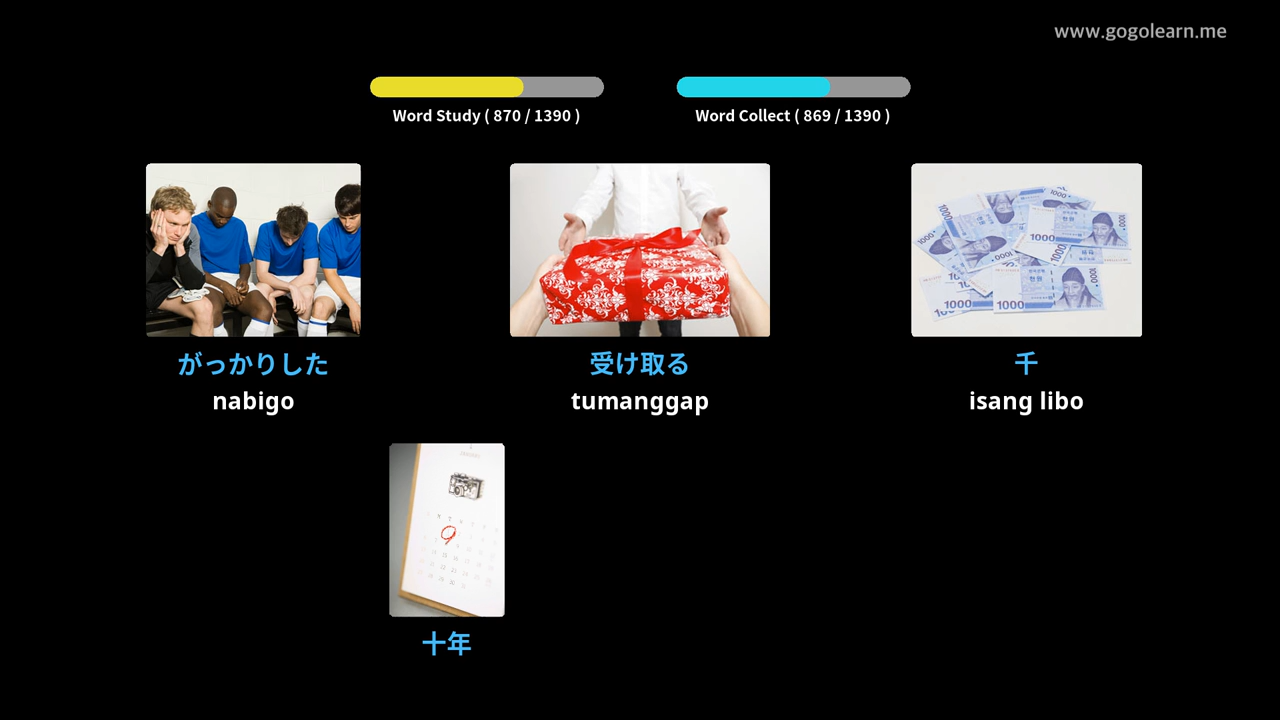 www.gogolearn.me
Word Study ( 870 / 1390 )
Word Collect ( 869 / 1390 )
がっかりした
nabigo
受け取る
tumanggap
千
isang libo
十年